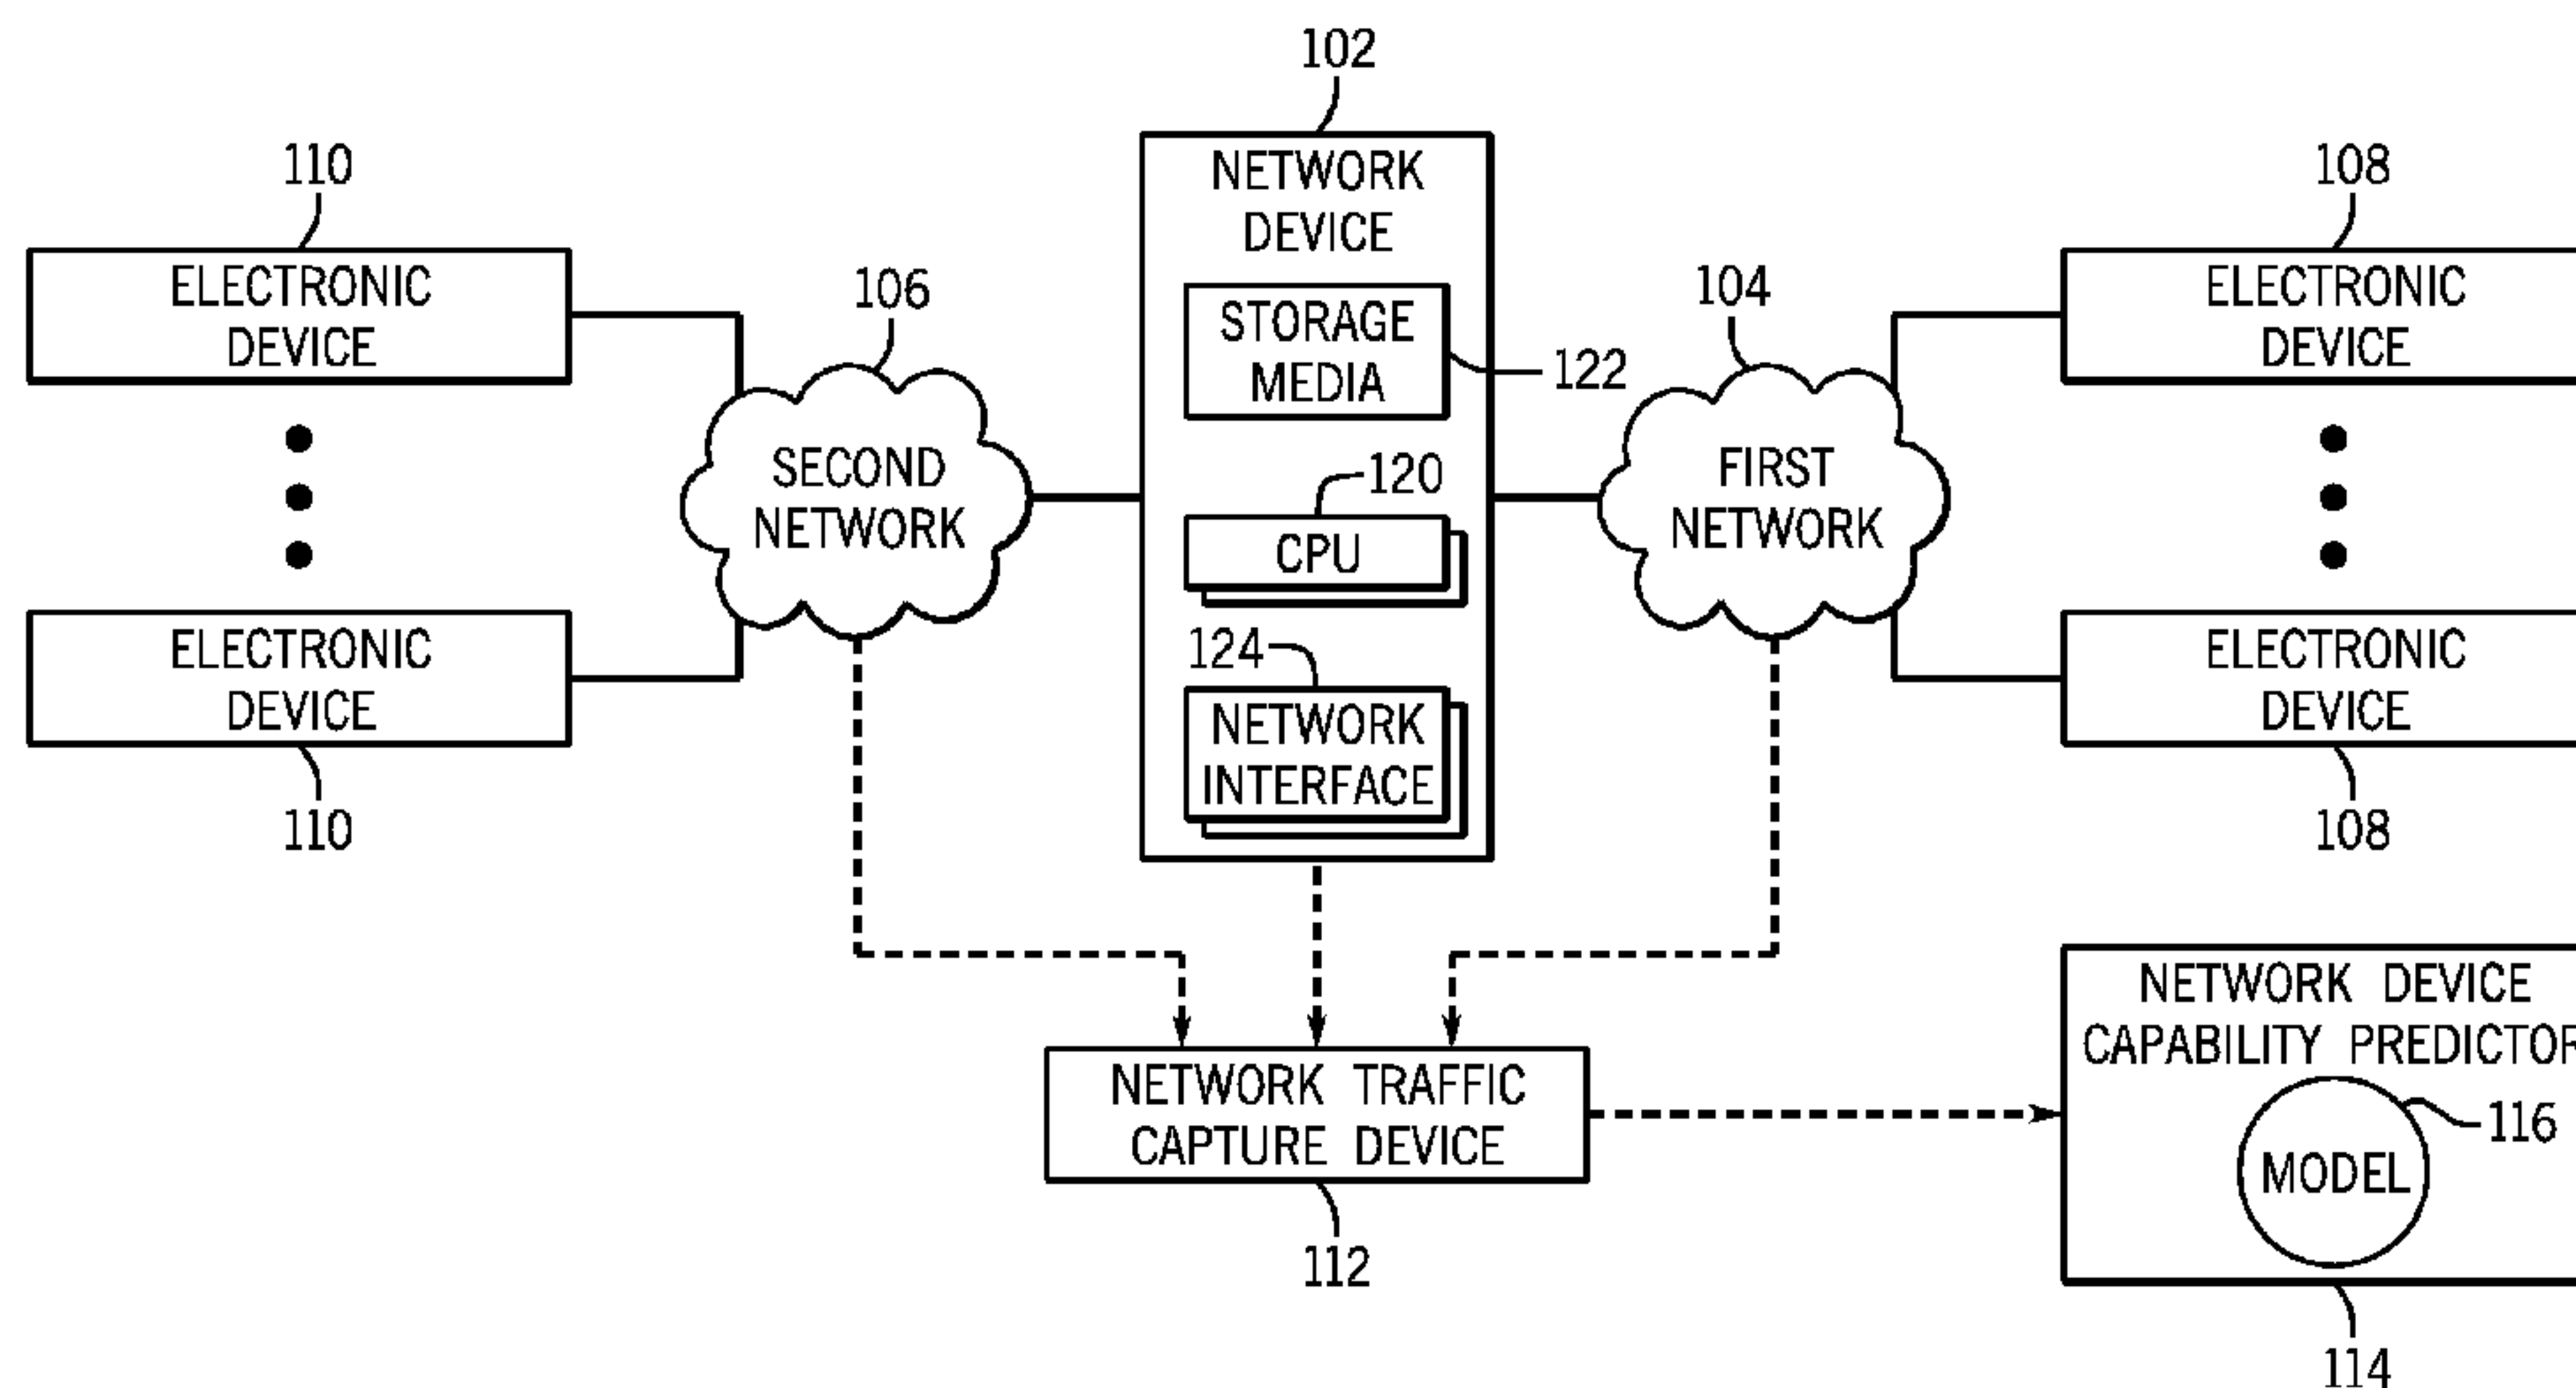 102
110
NETWORK
DEVICE
108
ELECTRONIC
DEVICE
106
STORAGE
MEDIA
122
104
ELECTRONIC
DEVICE
SECOND
NETWORK
120
CPU
FIRST
NETWORK
ELECTRONIC
DEVICE
110
124
NETWORK
INTERFACE
ELECTRONIC
DEVICE
108
NETWORK TRAFFIC
CAPTURE DEVICE
112
NETWORK DEVICE
CAPABILITY PREDICTOR
116
MODEL
114